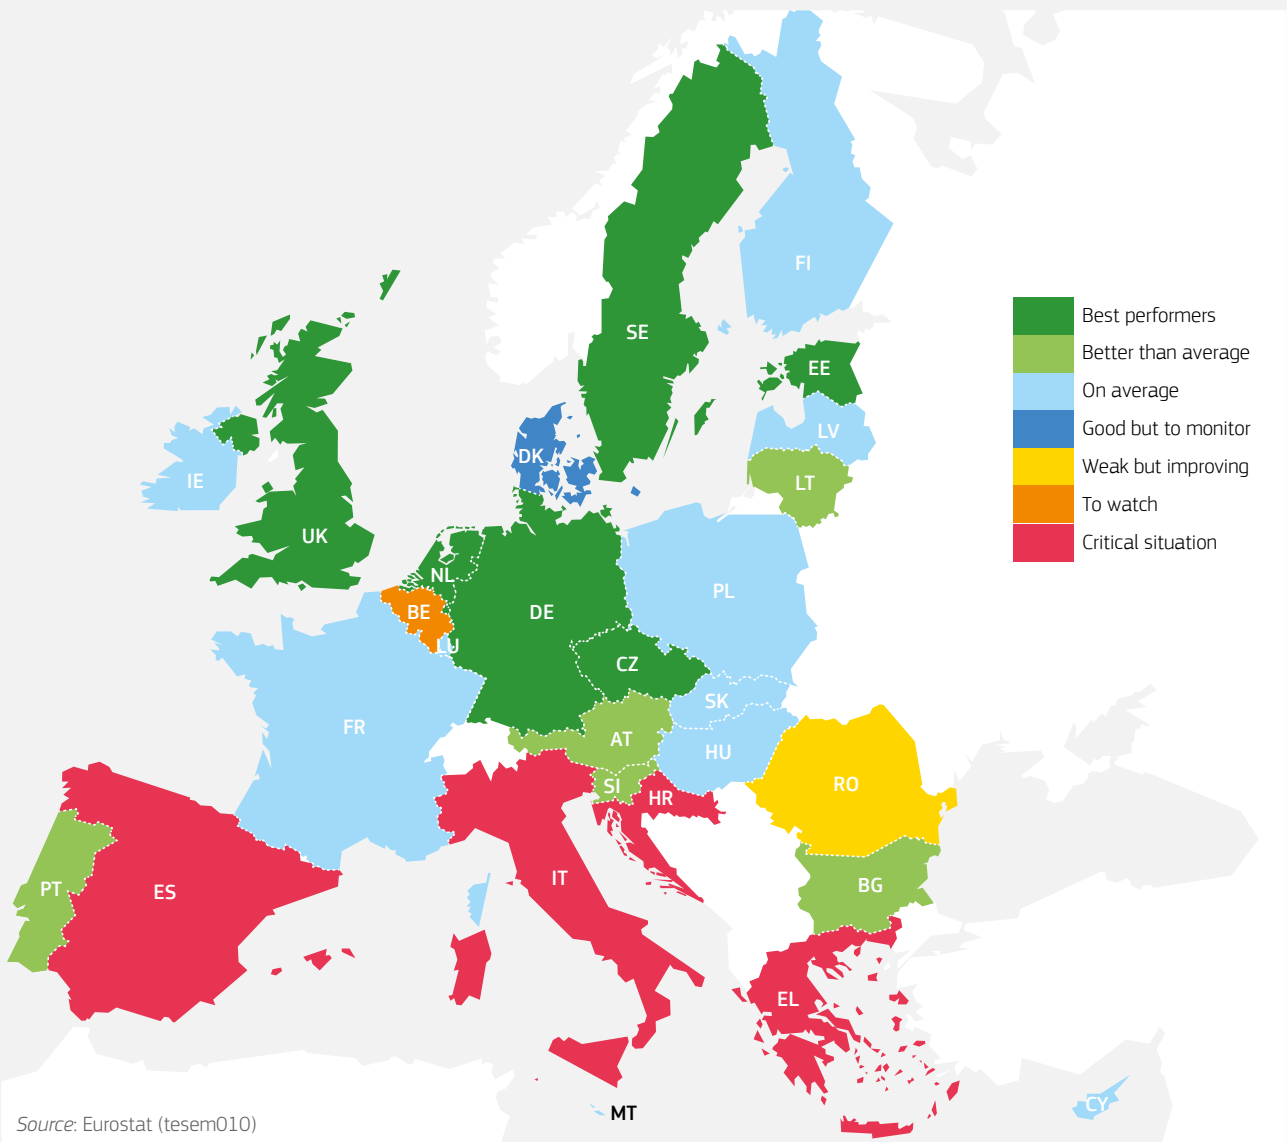 FI
SE
Best performers
EE
Better than average
On average
LV
Good but to monitor
DK
Weak but improving
IE
LT
To watch
UK
Critical situation
NL
PL
BE
DE
LU
CZ
SK
FR
AT
HU
SI
RO
HR
IT
BG
PT
ES
EL
CY
MT
Source: Eurostat (tesem010)